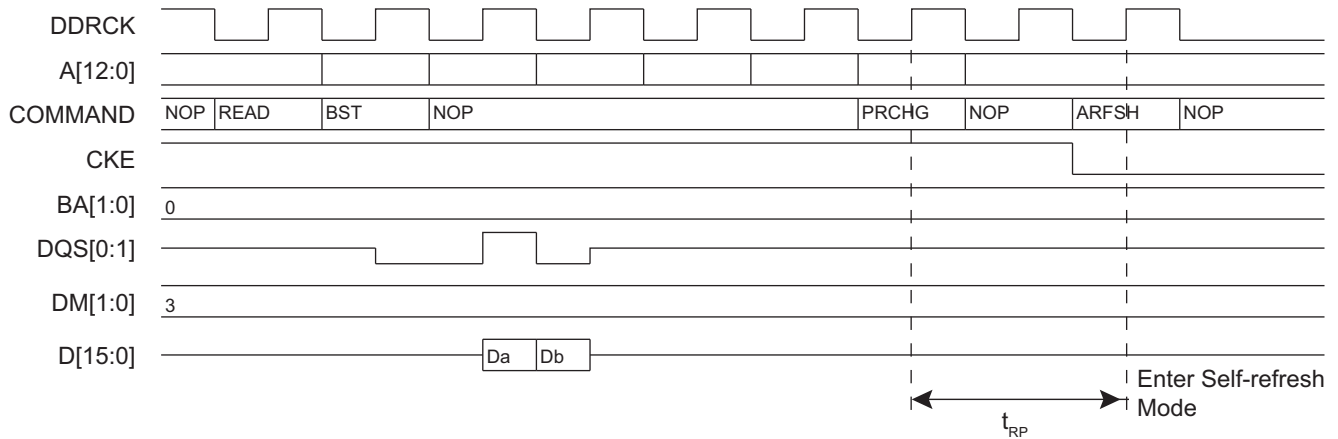 DDRCK
A[12:0]
COMMAND NOP READ BST NOP PRCHG NOP ARFSH NOP
CKE
BA[1:0] 0
DQS[0:1]
DM[1:0] 3
D[15:0] Da Db
Enter Self-refresh
Mode
tRP